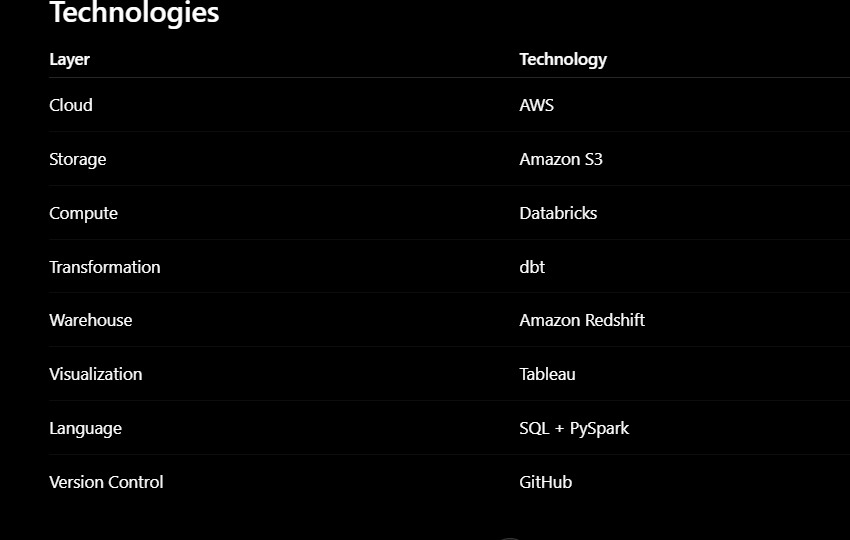 Technologies
Layer Technology
Cloud AWS
Storage Amazon S3
Compute Databricks
Transformation dbt
Warehouse Amazon Redshift
Visualization Tableau
Language SQL + PySpark
Version Control GitHub